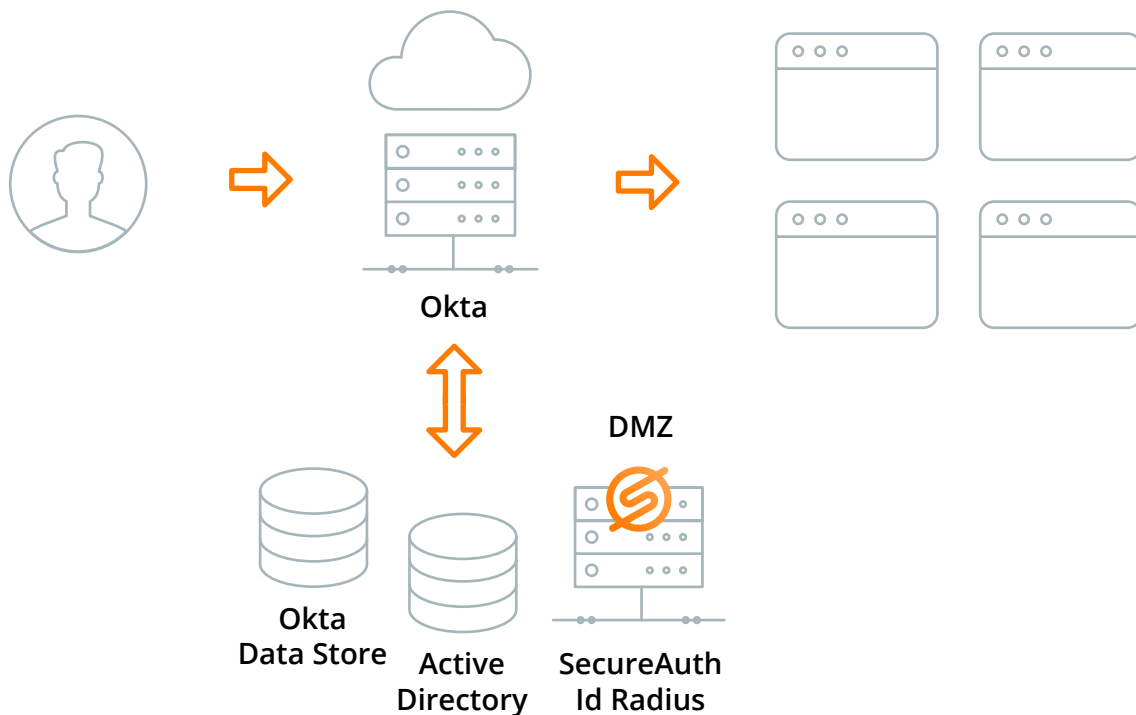 Okta
DMZ
Okta
Data Store
Active
Directory
SecureAuth
Id Radius